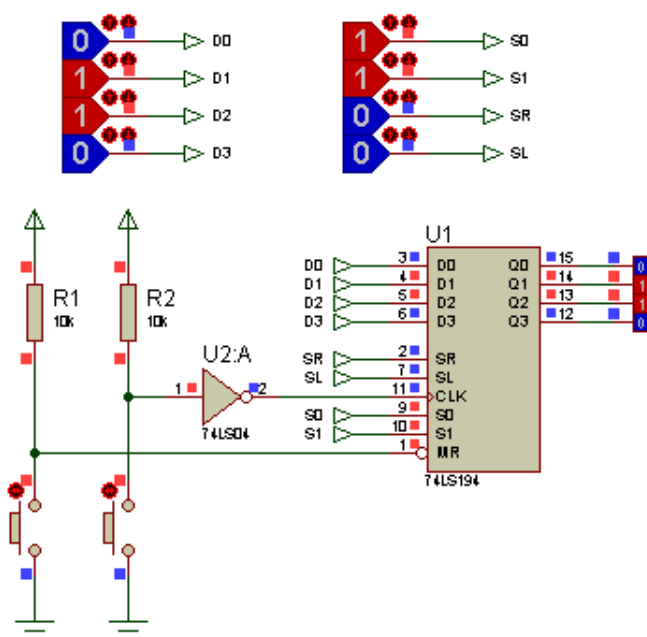 0 D0 1 S0
1 D1 1 S1
1 D2 0 SR
0 D3 0 SL
U1
D0 3 D0 Q0 15 0
D1 4 D1 Q1 14 1
D2 5 D2 Q2 13 1
D3 6 D3 Q3 12 0
R1 R2
10k 10k
U2:A
SR 2 SR
SL 7 SL
1 2 11 CLK
S0 9 S0
74LS04 S1 10 S1
1 MR
74LS194